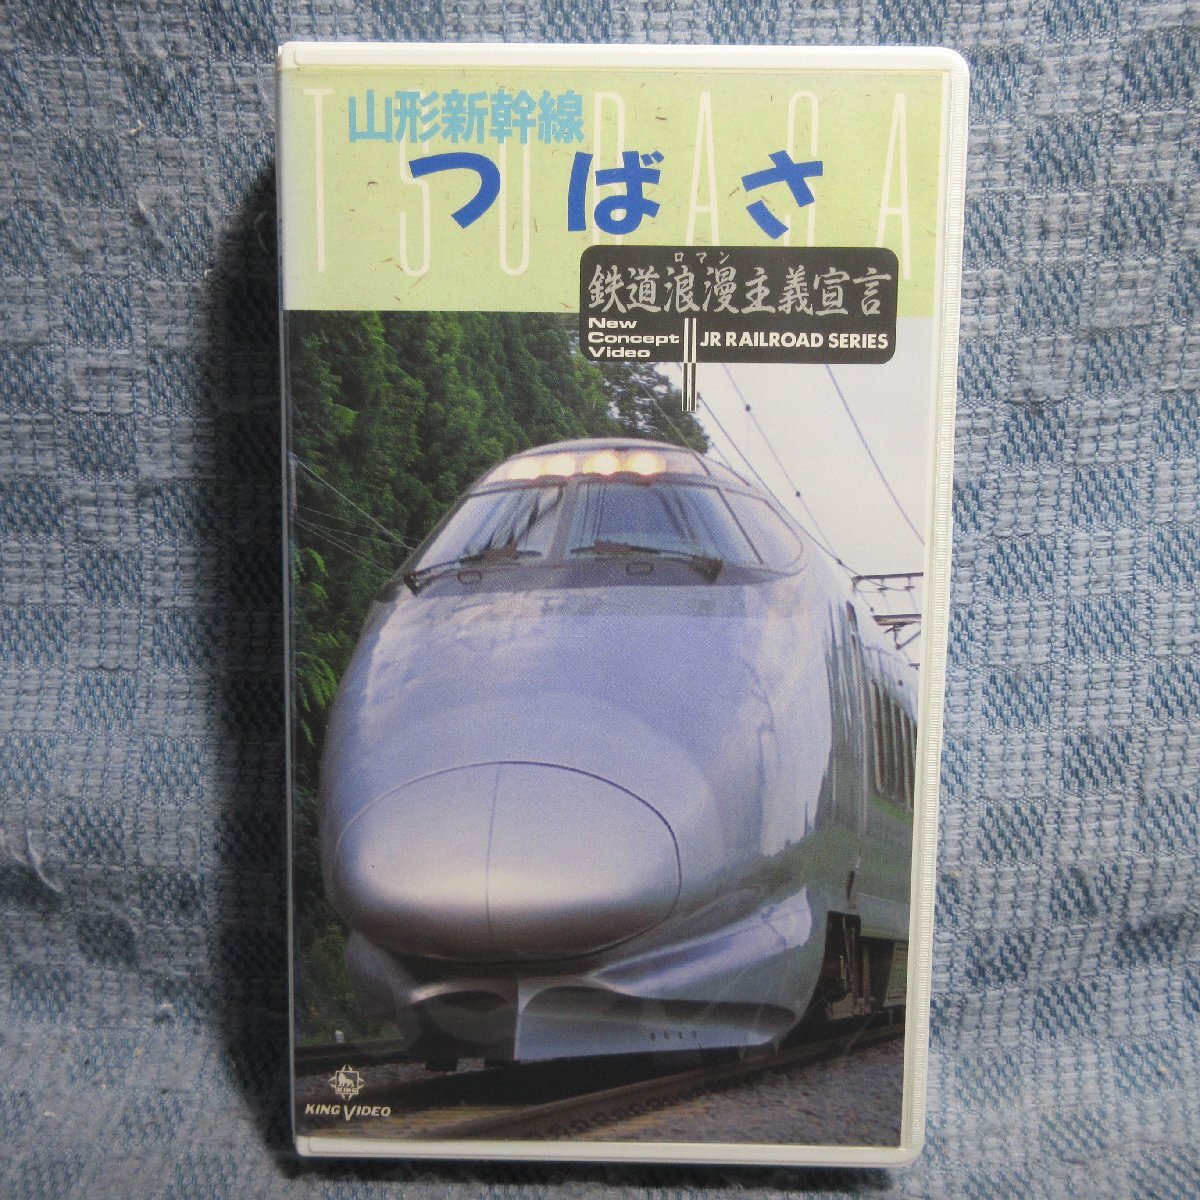 TSUBASA
山形新幹線
つばさ
ロマン
鉄道浪漫主義宣言
New
Concept
Video
JR RAILROAD SERIES
KING
KING VIDEO